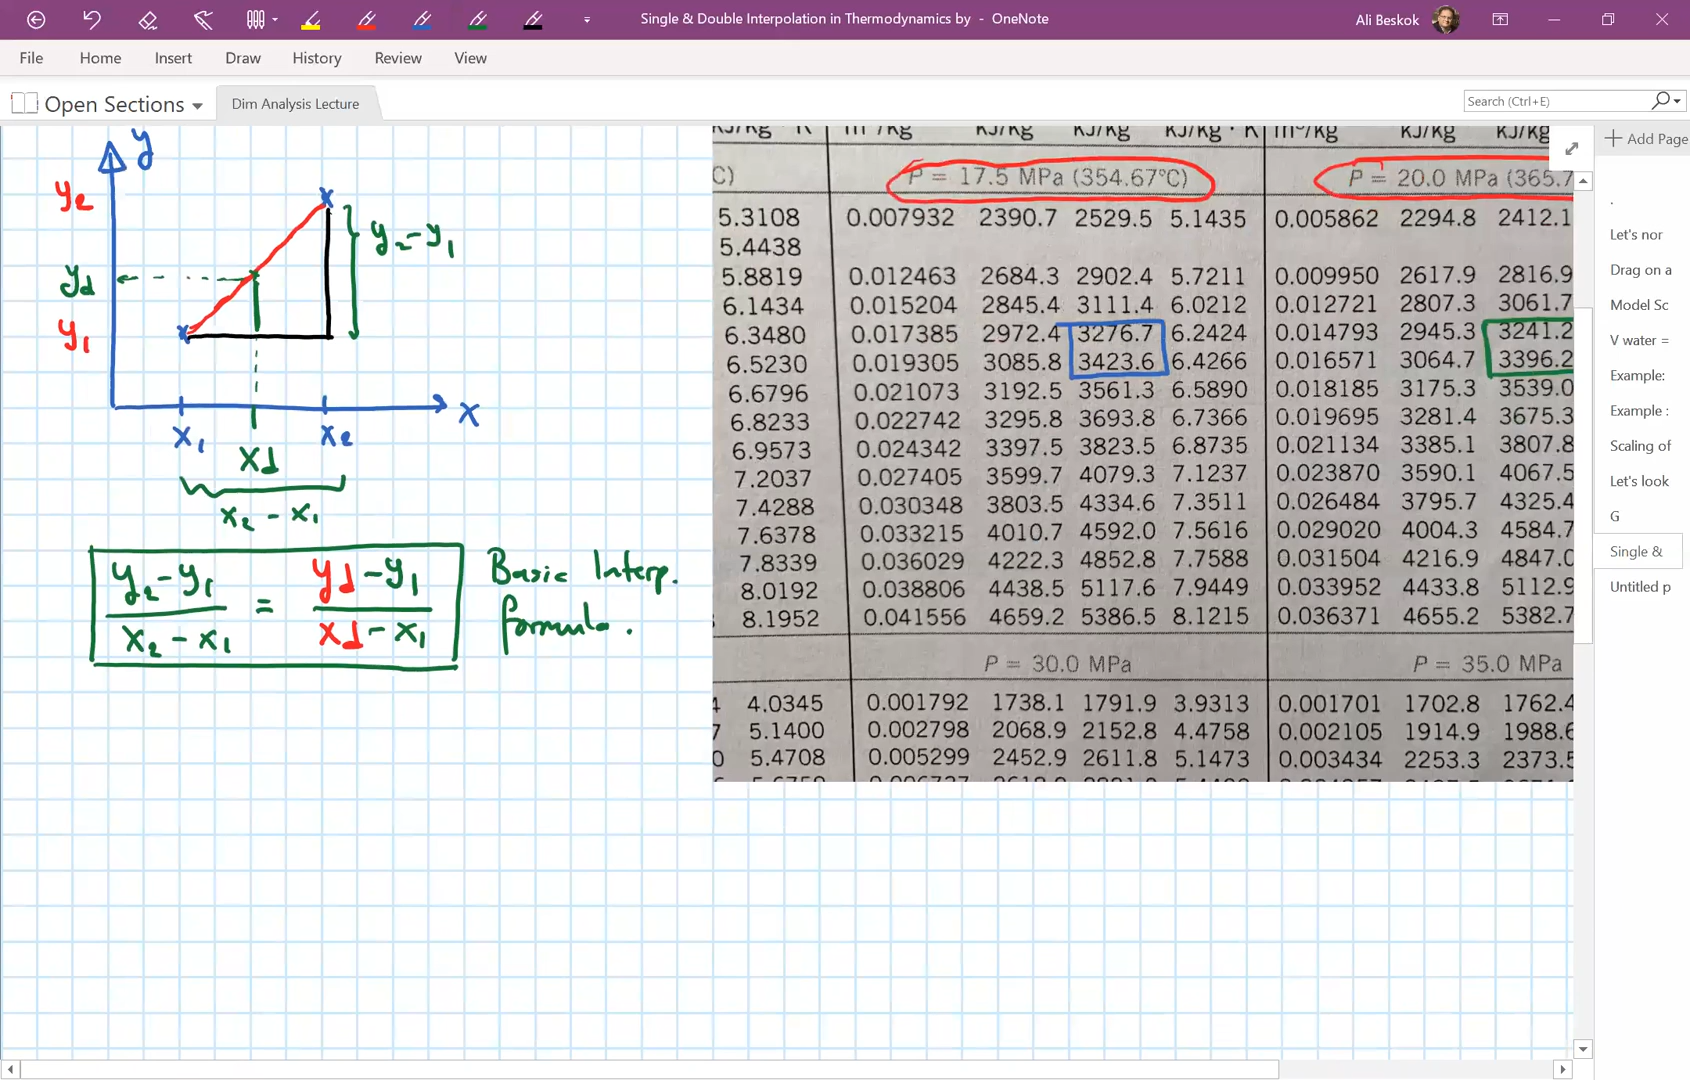 Single & Double Interpolation in Thermodynamics by - OneNote
Ali Beskok
File Home Insert Draw History Review View
Open Sections
Dim Analysis Lecture
Search (Ctrl+E)
Add Page
Let's nor
Drag on a
Model Sc
V water =
Example:
Example :
Scaling of
Let's look
G
Single &
Untitled p
y
y2
yd
y1
y2-y1
x
x1
x2
xd
x2 - x1
y2-y1 / x2-x1 = yd-y1 / xd-x1
Basic Interp.
formula.
kJ/kg · K m³/kg kJ/kg kJ/kg kJ/kg · K m³/kg kJ/kg kJ/kg
C) P = 17.5 MPa (354.67°C) P = 20.0 MPa (365.
5.3108 0.007932 2390.7 2529.5 5.1435 0.005862 2294.8 2412.1
5.4438
5.8819 0.012463 2684.3 2902.4 5.7211 0.009950 2617.9 2816.9
6.1434 0.015204 2845.4 3111.4 6.0212 0.012721 2807.3 3061.7
6.3480 0.017385 2972.4 3276.7 6.2424 0.014793 2945.3 3241.2
6.5230 0.019305 3085.8 3423.6 6.4266 0.016571 3064.7 3396.2
6.6796 0.021073 3192.5 3561.3 6.5890 0.018185 3175.3 3539.0
6.8233 0.022742 3295.8 3693.8 6.7366 0.019695 3281.4 3675.3
6.9573 0.024342 3397.5 3823.5 6.8735 0.021134 3385.1 3807.8
7.2037 0.027405 3599.7 4079.3 7.1237 0.023870 3590.1 4067.5
7.4288 0.030348 3803.5 4334.6 7.3511 0.026484 3795.7 4325.4
7.6378 0.033215 4010.7 4592.0 7.5616 0.029020 4004.3 4584.7
7.8339 0.036029 4222.3 4852.8 7.7588 0.031504 4216.9 4847.0
8.0192 0.038806 4438.5 5117.6 7.9449 0.033952 4433.8 5112.9
8.1952 0.041556 4659.2 5386.5 8.1215 0.036371 4655.2 5382.7
P = 30.0 MPa P = 35.0 MPa
4 4.0345 0.001792 1738.1 1791.9 3.9313 0.001701 1702.8 1762.4
7 5.1400 0.002798 2068.9 2152.8 4.4758 0.002105 1914.9 1988.6
0 5.4708 0.005299 2452.9 2611.8 5.1473 0.003434 2253.3 2373.5